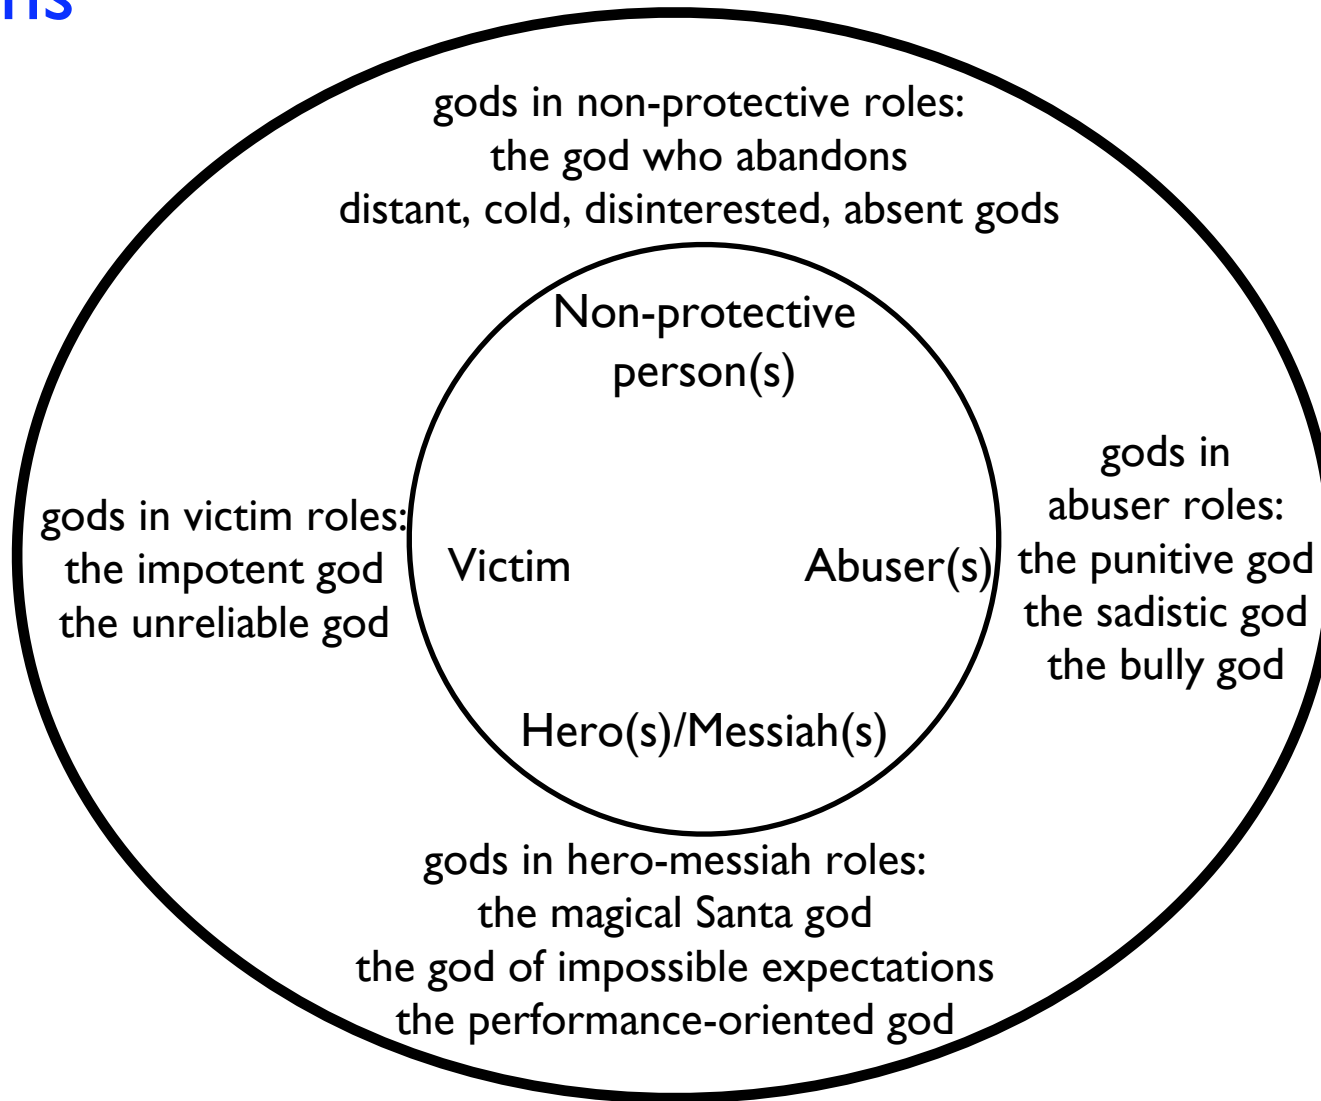 ns
gods in non-protective roles:
the god who abandons
distant, cold, disinterested, absent gods
Non-protective
person(s)
gods in victim roles:
the impotent god
the unreliable god
Victim
Abuser(s)
gods in
abuser roles:
the punitive god
the sadistic god
the bully god
Hero(s)/Messiah(s)
gods in hero-messiah roles:
the magical Santa god
the god of impossible expectations
the performance-oriented god